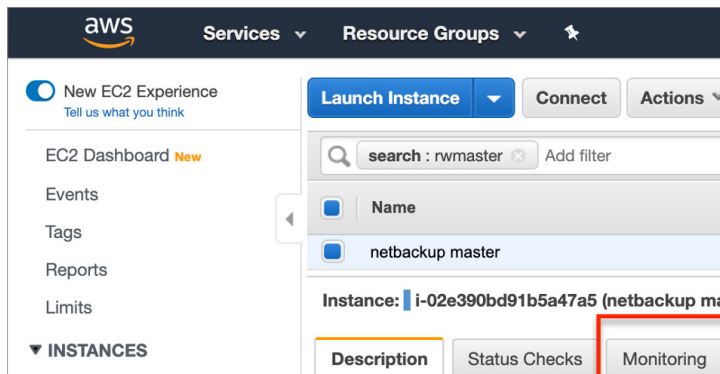 aws
Services
Resource Groups
New EC2 Experience
Tell us what you think
Launch Instance
Connect
Actions
EC2 Dashboard New
search : rwmaster
Add filter
Events
Name
Tags
netbackup master
Reports
Limits
Instance: i-02e390bd91b5a47a5 (netbackup ma
INSTANCES
Description
Status Checks
Monitoring